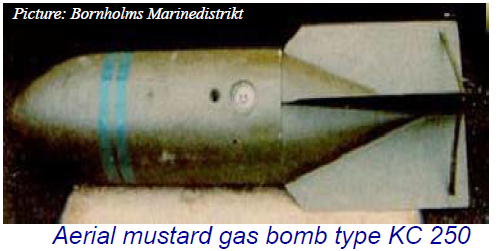 Picture: Bornholms Marinedistrikt
Aerial mustard gas bomb type KC 250